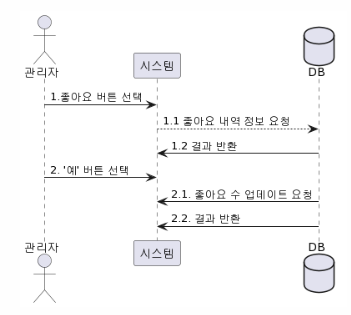 관리자
시스템
DB
1.좋아요 버튼 선택
1.1 좋아요 내역 정보 요청
1.2 결과 반환
2. '예' 버튼 선택
2.1. 좋아요 수 업데이트 요청
2.2. 결과 반환
관리자
시스템
DB